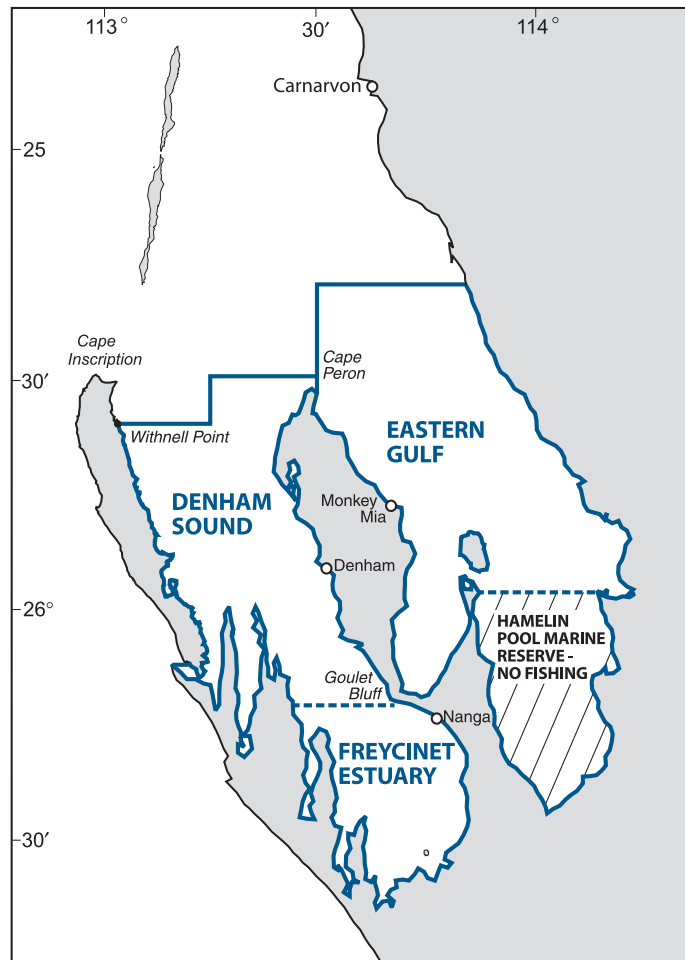 113°
30′
114°
Carnarvon
25
Cape
Inscription
Cape
Peron
30′
Withnell Point
EASTERN
GULF
DENHAM
SOUND
Monkey
Mia
Denham
26°
HAMELIN
POOL MARINE
RESERVE -
NO FISHING
Goulet
Bluff
Nanga
FREYCINET
ESTUARY
30′